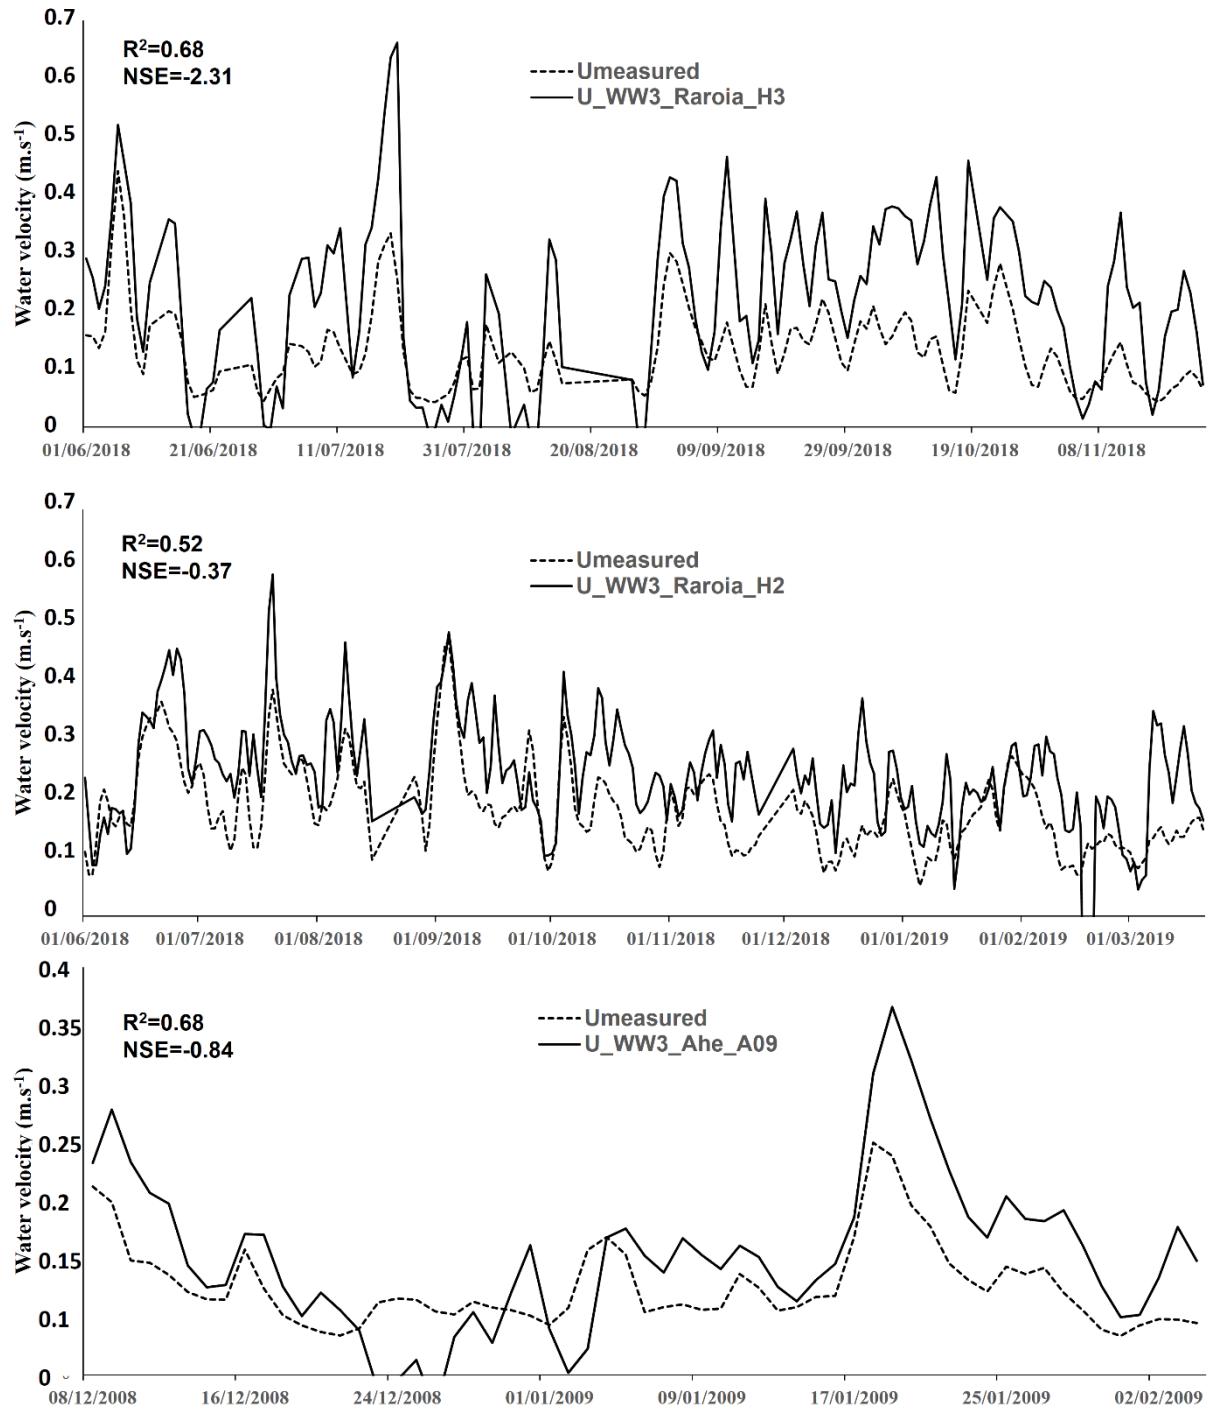 0.7
R²=0.68
NSE=-2.31
Umeasured
U_WW3_Raroia_H3
0.6
0.5
0.4
0.3
0.2
0.1
0
Water velocity (m.s⁻¹)
01/06/2018 21/06/2018 11/07/2018 31/07/2018 20/08/2018 09/09/2018 29/09/2018 19/10/2018 08/11/2018
0.7
R²=0.52
NSE=-0.37
Umeasured
U_WW3_Raroia_H2
0.6
0.5
0.4
0.3
0.2
0.1
0
Water velocity (m.s⁻¹)
01/06/2018 01/07/2018 01/08/2018 01/09/2018 01/10/2018 01/11/2018 01/12/2018 01/01/2019 01/02/2019 01/03/2019
0.4
R²=0.68
NSE=-0.84
Umeasured
U_WW3_Ahe_A09
0.35
0.3
0.25
0.2
0.15
0.1
0
Water velocity (m.s⁻¹)
08/12/2008 16/12/2008 24/12/2008 01/01/2009 09/01/2009 17/01/2009 25/01/2009 02/02/2009